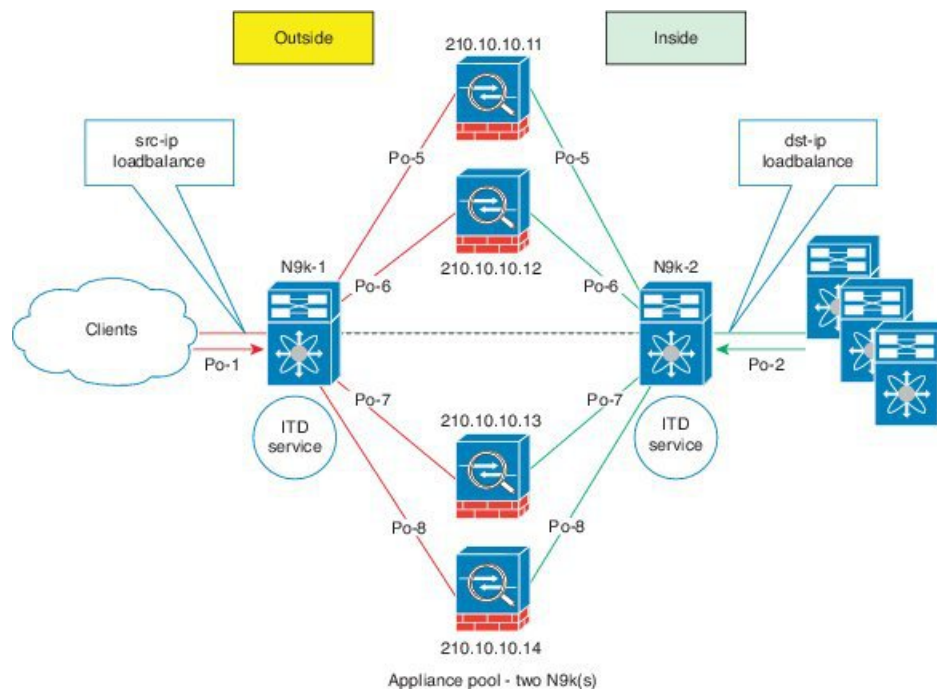 Outside
210.10.10.11
Inside
src-ip
loadbalance
dst-ip
loadbalance
Po-5
Po-5
N9k-1
210.10.10.12
N9k-2
Po-6
Po-6
Clients
Po-1
Po-2
Po-7
Po-7
ITD
service
210.10.10.13
ITD
service
Po-8
Po-8
210.10.10.14
Appliance pool - two N9k(s)